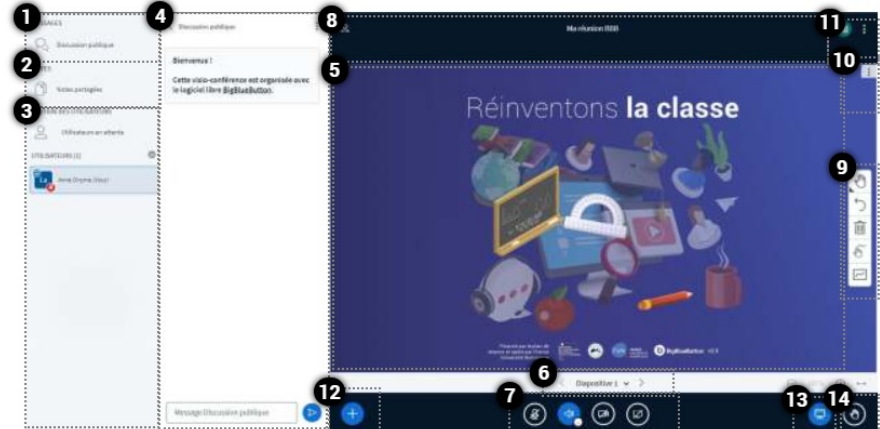 1
4
8
11
Discussion publique
Ma réunion BBB
Discussion publique
2
Notes partagées
3
UTILISATEURS (1)
Utilisateurs en attente
Bienvenue !
Cette visio-conférence est organisée avec
le logiciel libre BigBlueButton.
5
10
Réinventons la classe
9
BigBlueButton
6
Diapositive 1
12
7
13
14
Message Discussion publique